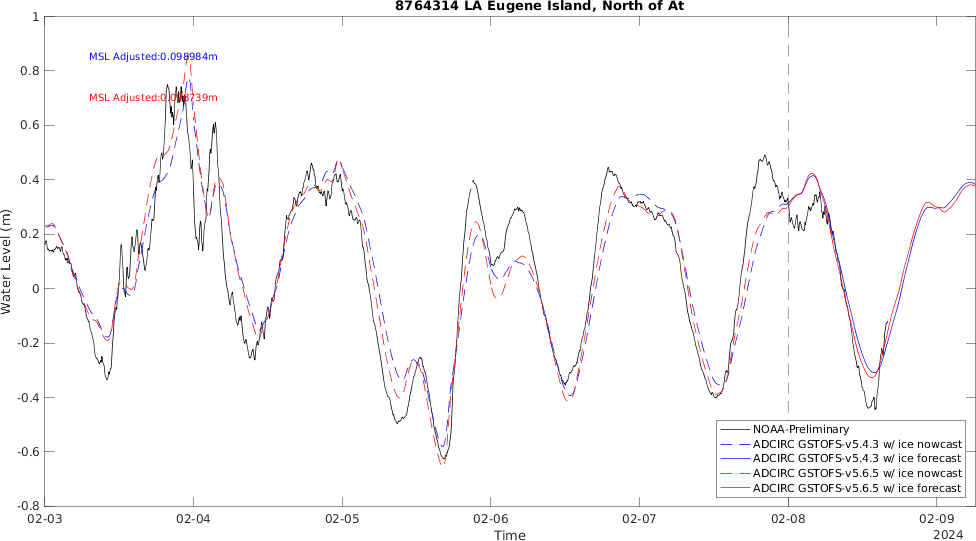 8764314 LA Eugene Island, North of At
1
0.8
0.6
0.4
0.2
0
-0.2
-0.4
-0.6
-0.8
Water Level (m)
MSL Adjusted:0.098984m
MSL
NOAA-Preliminary
ADCIRC GSTOFS-v5.4.3 w/ ice nowcast
ADCIRC GSTOFS-v5.4.3 w/ ice forecast
ADCIRC GSTOFS-v5.6.5 w/ ice nowcast
ADCIRC GSTOFS-v5.6.5 w/ ice forecast
02-03 02-04 02-05 02-06 02-07 02-08 02-09
Time
2024